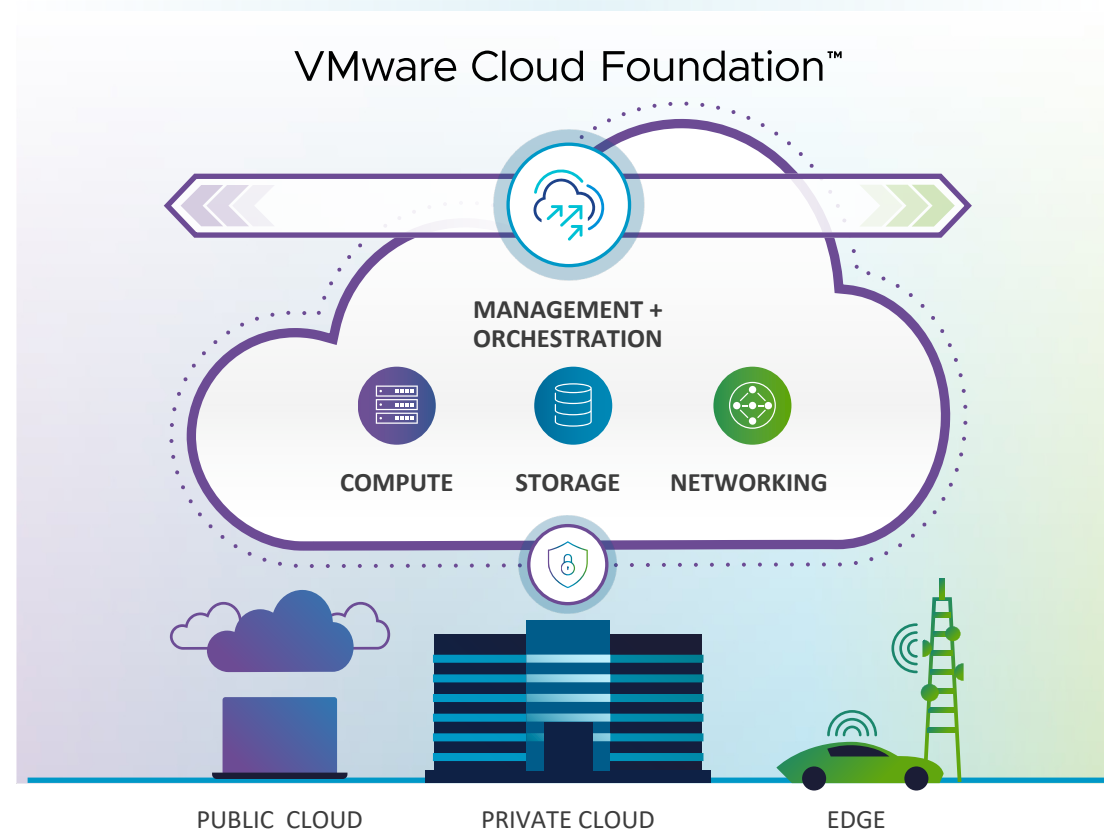 VMware Cloud Foundation™
MANAGEMENT +
ORCHESTRATION
COMPUTE
STORAGE
NETWORKING
PUBLIC CLOUD
PRIVATE CLOUD
EDGE